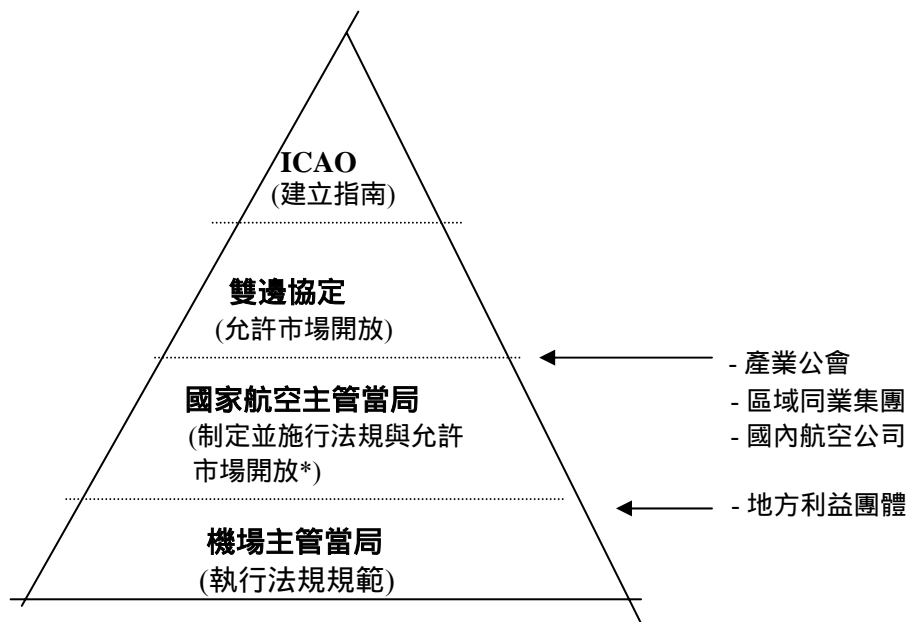 ICAO
(建立指南)
雙邊協定
(允許市場開放)
國家航空主管當局
(制定並施行法規與允許
市場開放*)
機場主管當局
(執行法規規範)
- 產業公會
- 區域同業集團
- 國內航空公司
- 地方利益團體